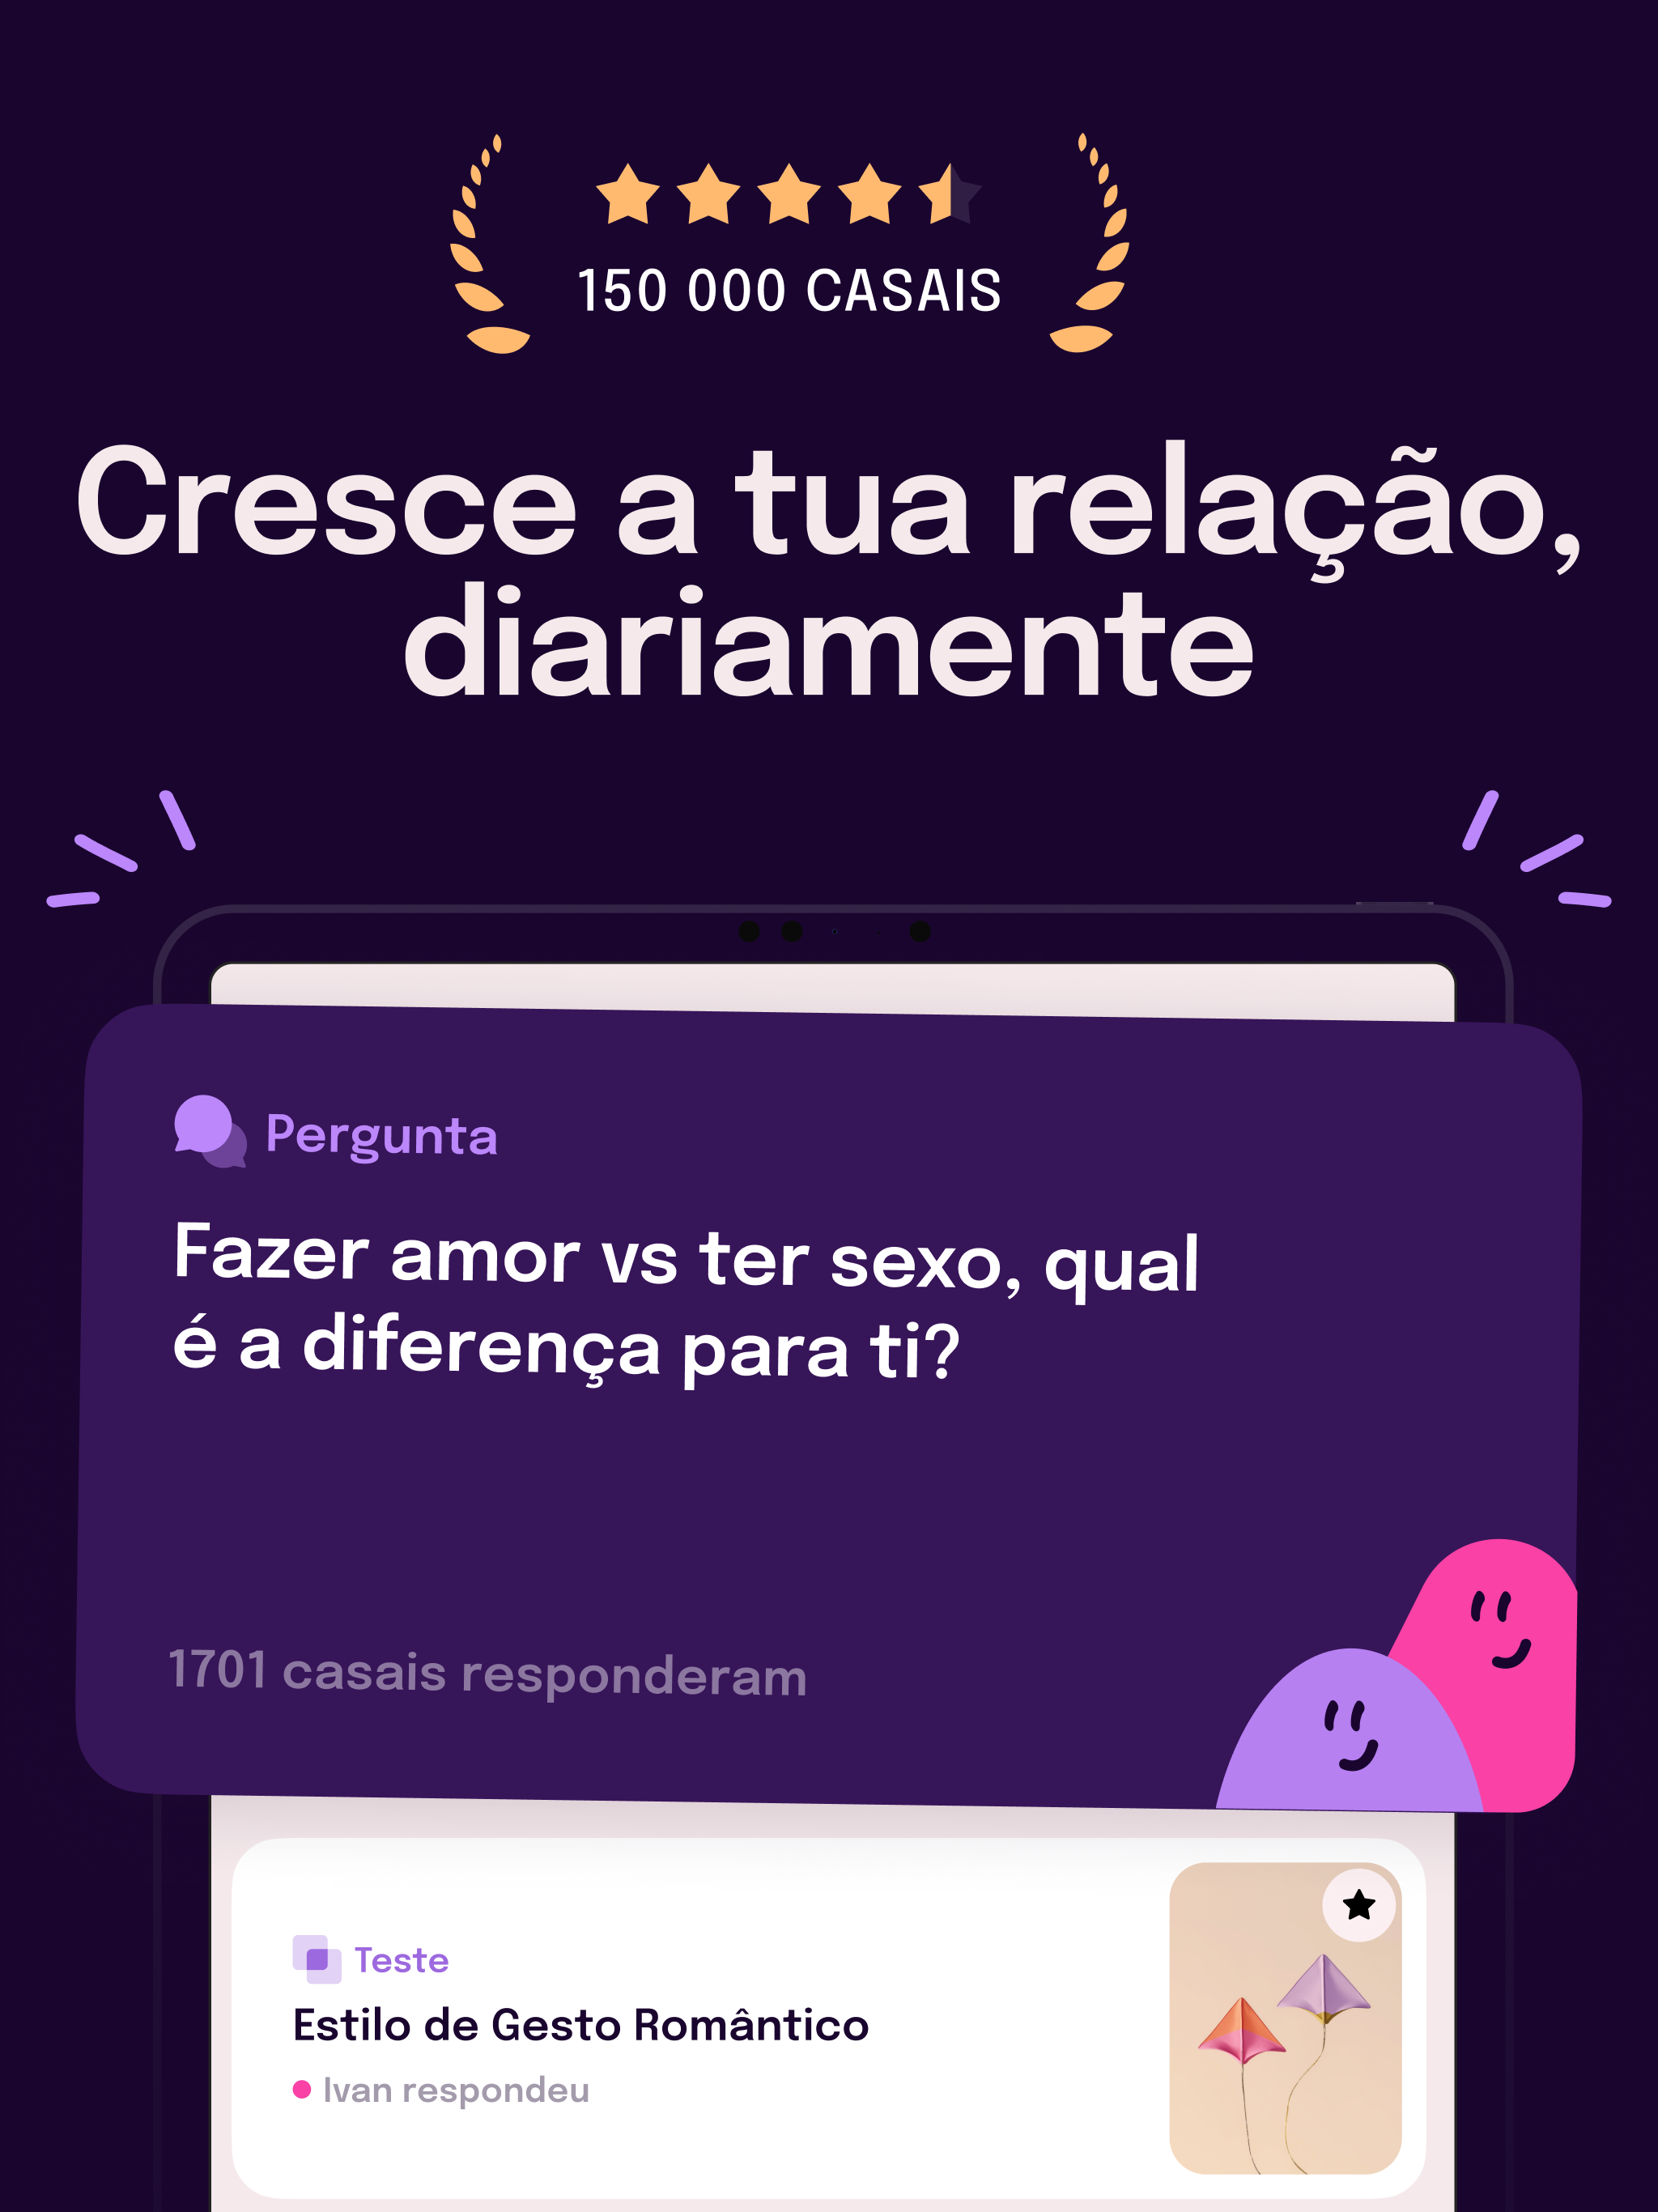 150 000 CASAIS
Cresce a tua relação,
diariamente
Pergunta
Fazer amor vs ter sexo, qual
é a diferença para ti?
1701 casais responderam
Teste
Estilo de Gesto Romântico
Ivan respondeu